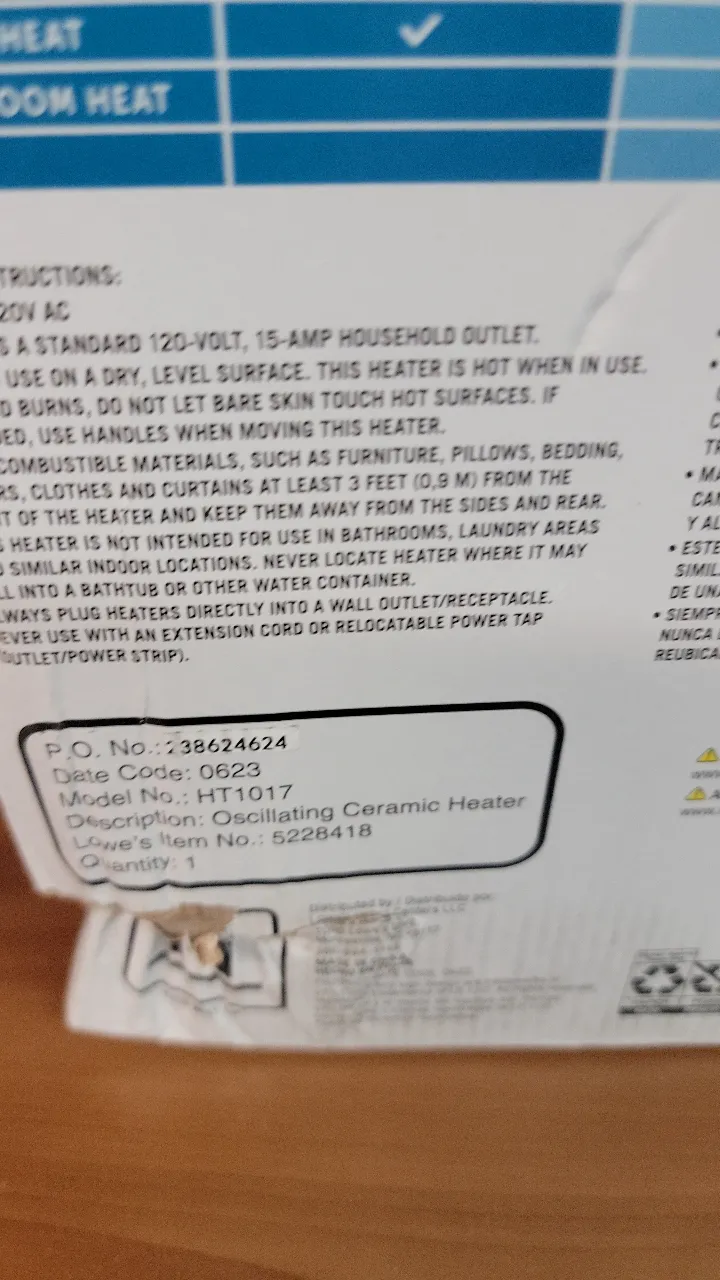 HEAT
OOM HEAT
TRUCTIONS:
20V AC
S A STANDARD 120-VOLT, 15-AMP HOUSEHOLD OUTLET.
USE ON A DRY, LEVEL SURFACE. THIS HEATER IS HOT WHEN IN USE.
D BURNS, DO NOT LET BARE SKIN TOUCH HOT SURFACES. IF
ED, USE HANDLES WHEN MOVING THIS HEATER.
COMBUSTIBLE MATERIALS, SUCH AS FURNITURE, PILLOWS, BEDDING,
RS, CLOTHES AND CURTAINS AT LEAST 3 FEET (0,9 M) FROM THE
T OF THE HEATER AND KEEP THEM AWAY FROM THE SIDES AND REAR.
S HEATER IS NOT INTENDED FOR USE IN BATHROOMS, LAUNDRY AREAS
D SIMILAR INDOOR LOCATIONS. NEVER LOCATE HEATER WHERE IT MAY
LL INTO A BATHTUB OR OTHER WATER CONTAINER.
LWAYS PLUG HEATERS DIRECTLY INTO A WALL OUTLET/RECEPTACLE.
EVER USE WITH AN EXTENSION CORD OR RELOCATABLE POWER TAP
OUTLET/POWER STRIP).
P.O. No.: 238624624
Date Code: 0623
Model No.: HT1017
Description: Oscillating Ceramic Heater
Lowe's Item No.: 5228418
Quantity: 1
• MA
CAN
Y AL
• ESTE
SIMIL
DE UNA
• SIEMPR
NUNCA
REUBICA